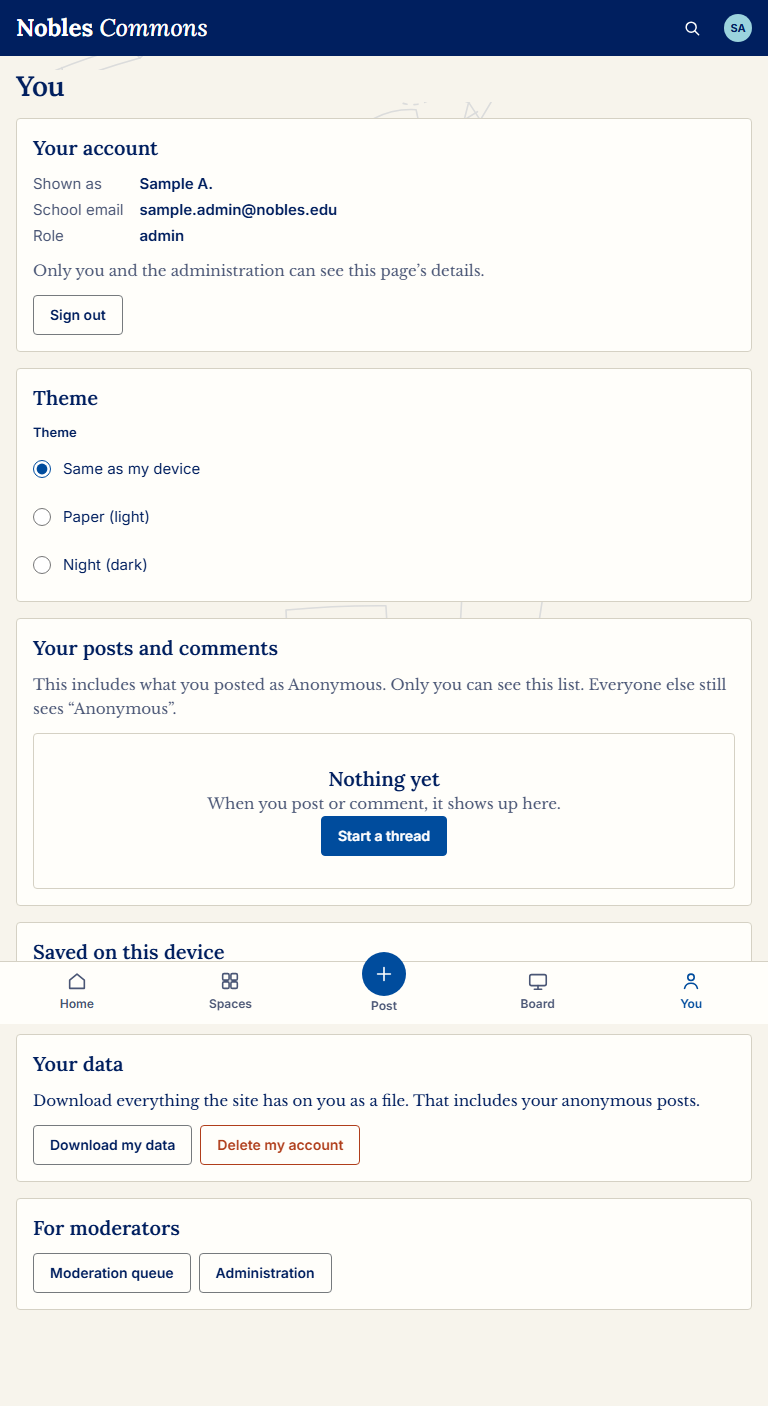 Nobles Commons
SA
You
Your account
Shown as Sample A.
School email sample.admin@nobles.edu
Role admin
Only you and the administration can see this page’s details.
Sign out
Theme
Theme
Same as my device
Paper (light)
Night (dark)
Your posts and comments
This includes what you posted as Anonymous. Only you can see this list. Everyone else still
sees “Anonymous”.
Nothing yet
When you post or comment, it shows up here.
Start a thread
Saved on this device
Home
Spaces
Post
Board
You
Your data
Download everything the site has on you as a file. That includes your anonymous posts.
Download my data
Delete my account
For moderators
Moderation queue
Administration